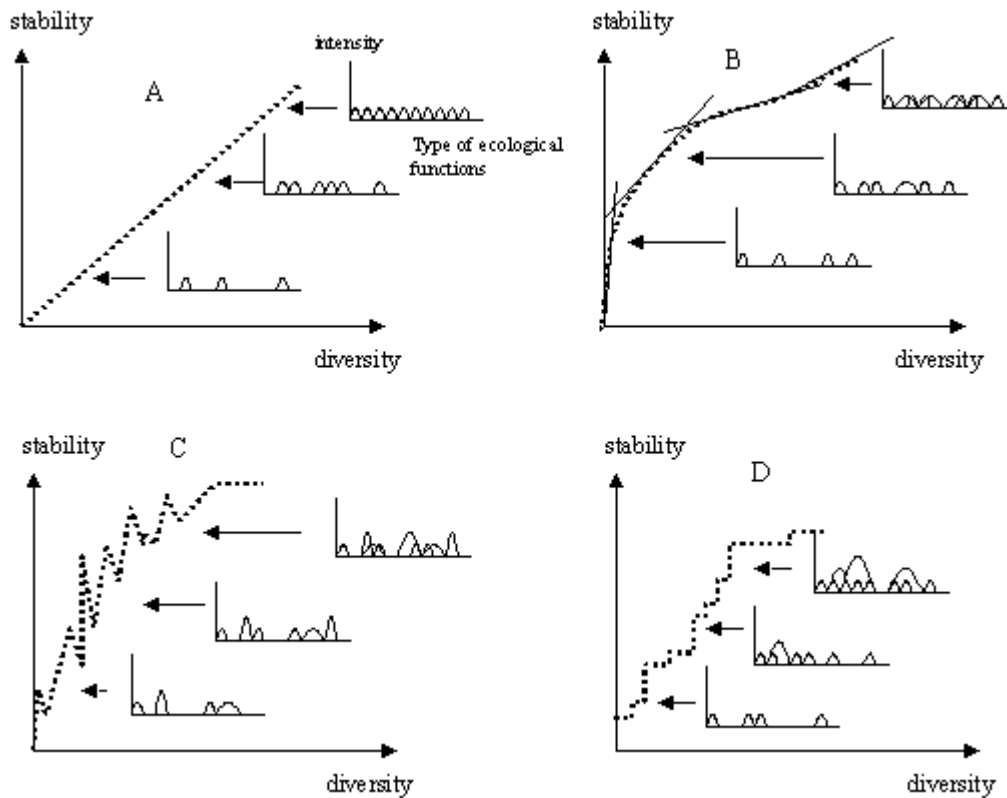 stability
A
intensity
Type of ecological
functions
diversity
stability
B
diversity
stability
C
diversity
stability
D
diversity